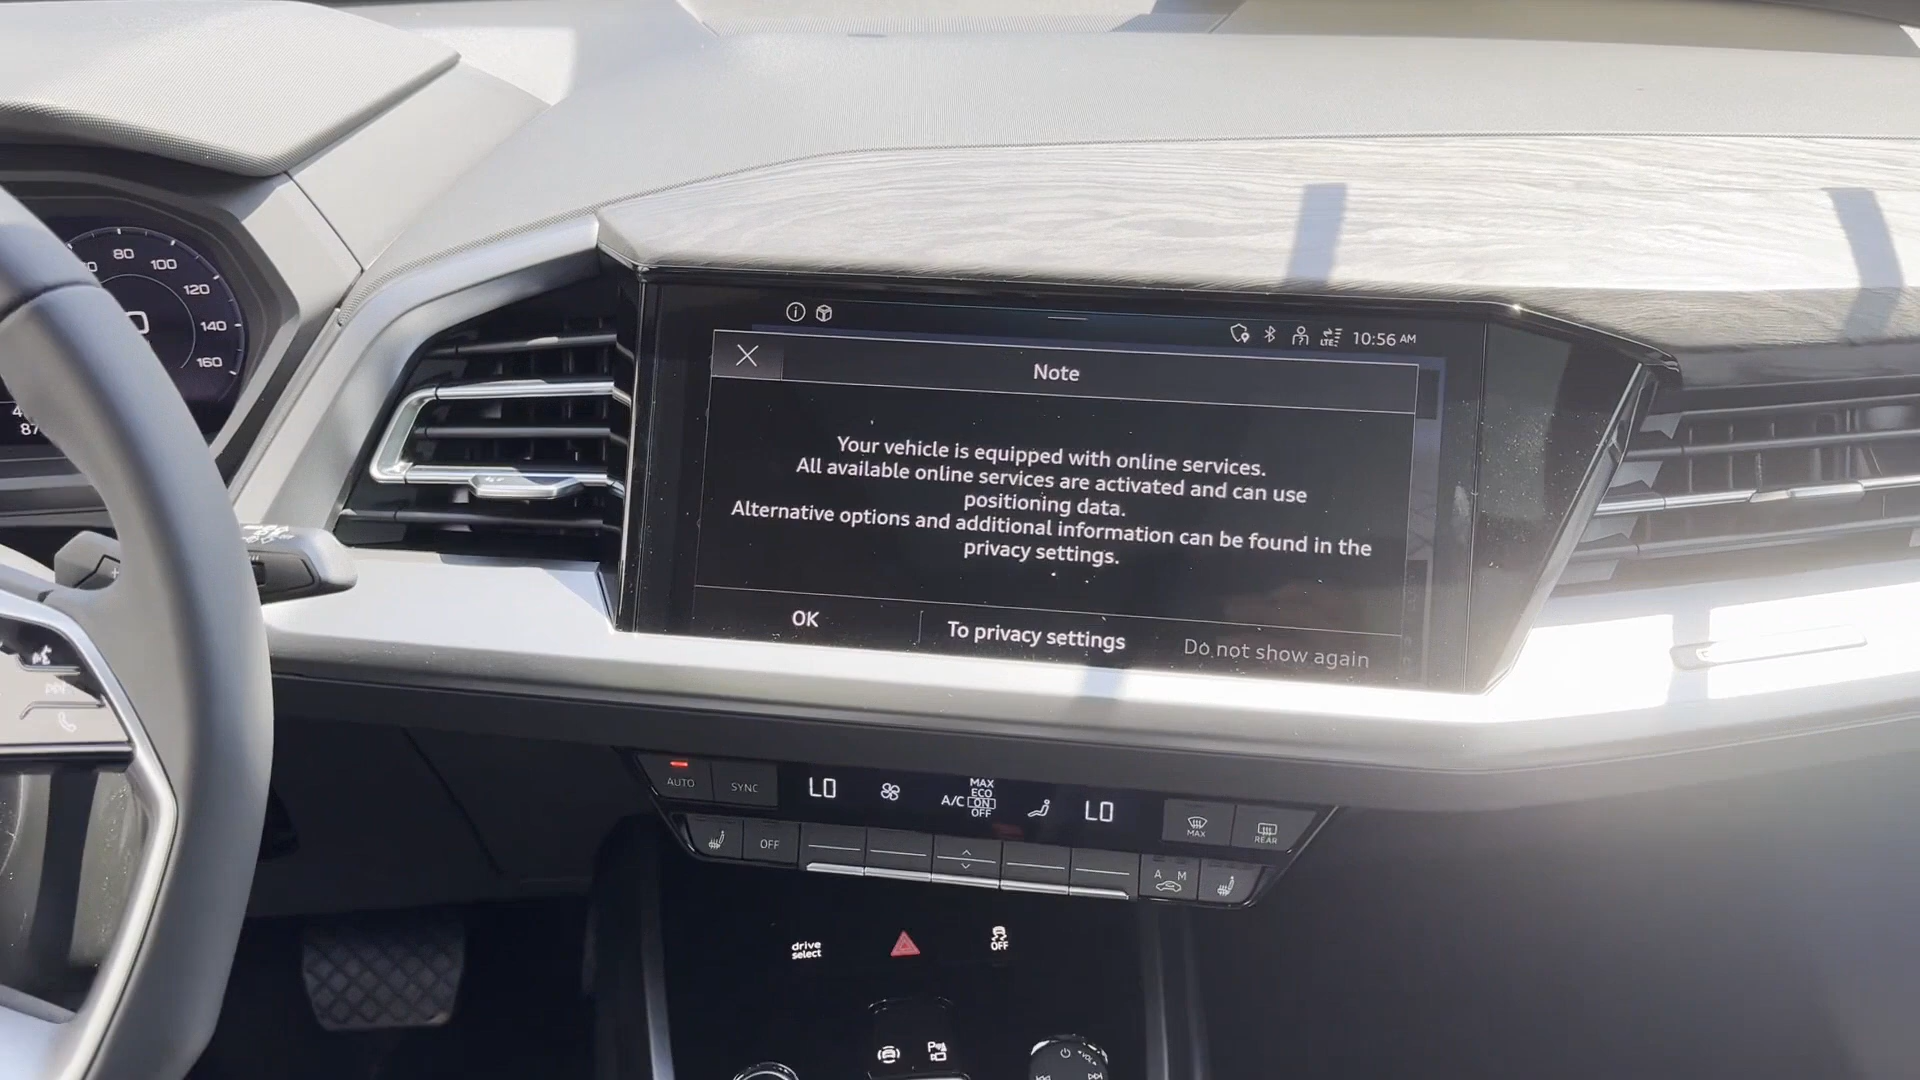 80
100
120
140
160
10:56 AM
LTE
Note
Your vehicle is equipped with online services.
All available online services are activated and can use
positioning data.
Alternative options and additional information can be found in the
privacy settings.
OK
To privacy settings
Do not show again
AUTO
SYNC
LO
A/C
MAX
ECO
ON
OFF
LO
MAX
REAR
OFF
A M
drive
select
OFF